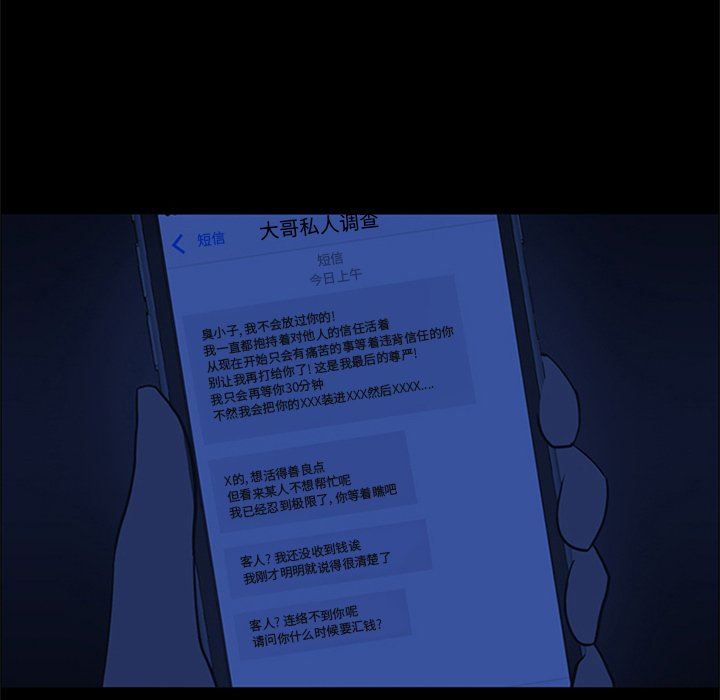 短信
大哥私人调查
短信
今日上午
臭小子, 我不会放过你的!
我一直都抱持着对他人的信任活着
从现在开始只会有痛苦的事等着违背信任的你
别让我再打给你了! 这是我最后的尊严!
我只会再等你30分钟
不然我会把你的XXX装进XXX然后XXXX....
X的, 想活得善良点
但看来某人不想帮忙呢
我已经忍到极限了, 你等着瞧吧
客人? 我还没收到钱诶
我刚才明明就说得很清楚了
客人? 连络不到你呢
请问你什么时候要汇钱?